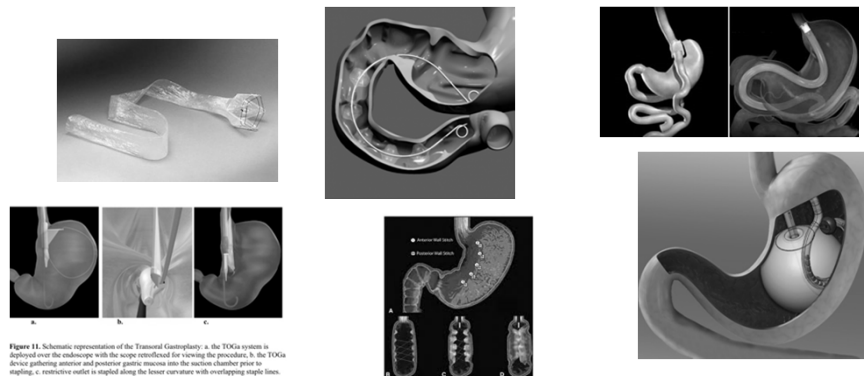 Anterior Wall Stitch
Posterior Wall Stitch
A
B
C
D
a.
b.
c.
Figure 11. Schematic representation of the Transoral Gastroplasty: a. the TOGa system is
deployed over the endoscope with the scope retroflexed for viewing the procedure, b. the TOGa
device gathering anterior and posterior gastric mucosa into the suction chamber prior to
stapling, c. restrictive outlet is stapled along the lesser curvature with overlapping staple lines.